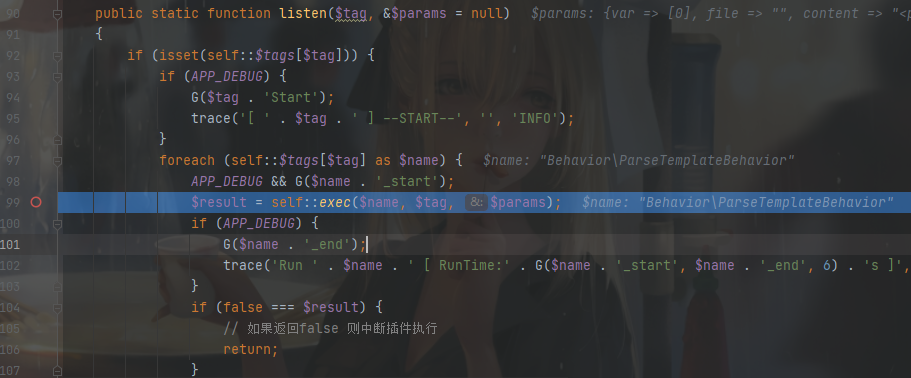 90 public static function listen($tag, &$params = null) $params: {var => [0], file => "", content => "<p
91 {
92 if (isset(self::$tags[$tag])) {
93 if (APP_DEBUG) {
94 G($tag . 'Start');
95 trace('[ ' . $tag . ' ] --START--', '', 'INFO');
96 }
97 foreach (self::$tags[$tag] as $name) { $name: "Behavior\ParseTemplateBehavior"
98 APP_DEBUG && G($name . '_start');
99 $result = self::exec($name, $tag, &: $params); $name: "Behavior\ParseTemplateBehavior"
100 if (APP_DEBUG) {
101 G($name . '_end');
102 trace('Run ' . $name . ' [ RunTime:' . G($name . '_start', $name . '_end', 6) . 's ]',
103 }
104 if (false === $result) {
105 // 如果返回false 则中断插件执行
106 return;
107 }